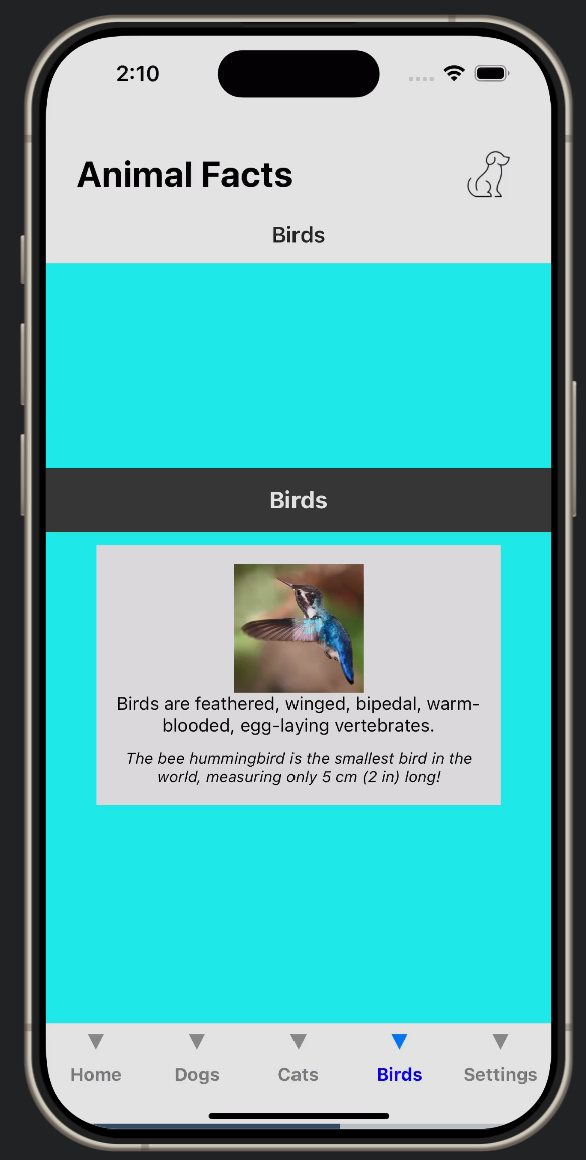 2:10
Animal Facts
Birds
Birds
Birds are feathered, winged, bipedal, warm-
blooded, egg-laying vertebrates.
The bee hummingbird is the smallest bird in the
world, measuring only 5 cm (2 in) long!
Home Dogs Cats Birds Settings